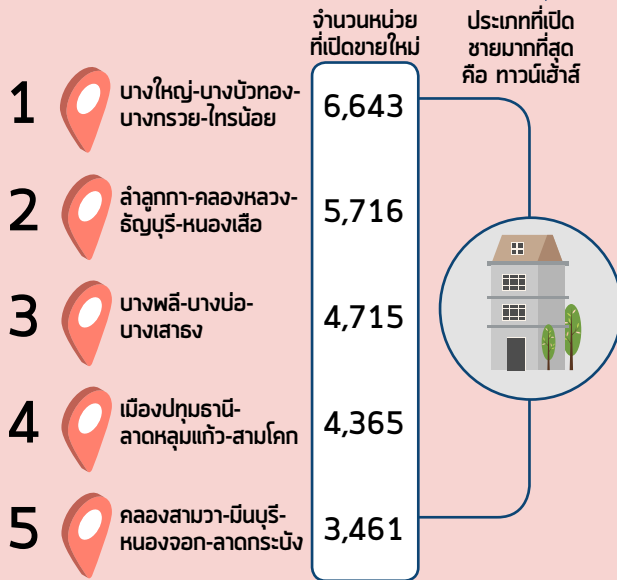 จำนวนหน่วย
ที่เปิดขายใหม่
ประเภทที่เปิด
ขายมากที่สุด
คือ ทาวน์เฮ้าส์
1
บางใหญ่-บางบัวทอง-
บางกรวย-ไทรน้อย
6,643
2
ลำลูกกา-คลองหลวง-
ธัญบุรี-หนองเสือ
5,716
3
บางพลี-บางบ่อ-
บางเสาธง
4,715
4
เมืองปทุมธานี-
ลาดหลุมแก้ว-สามโคก
4,365
5
คลองสามวา-มีนบุรี-
หนองจอก-ลาดกระบัง
3,461